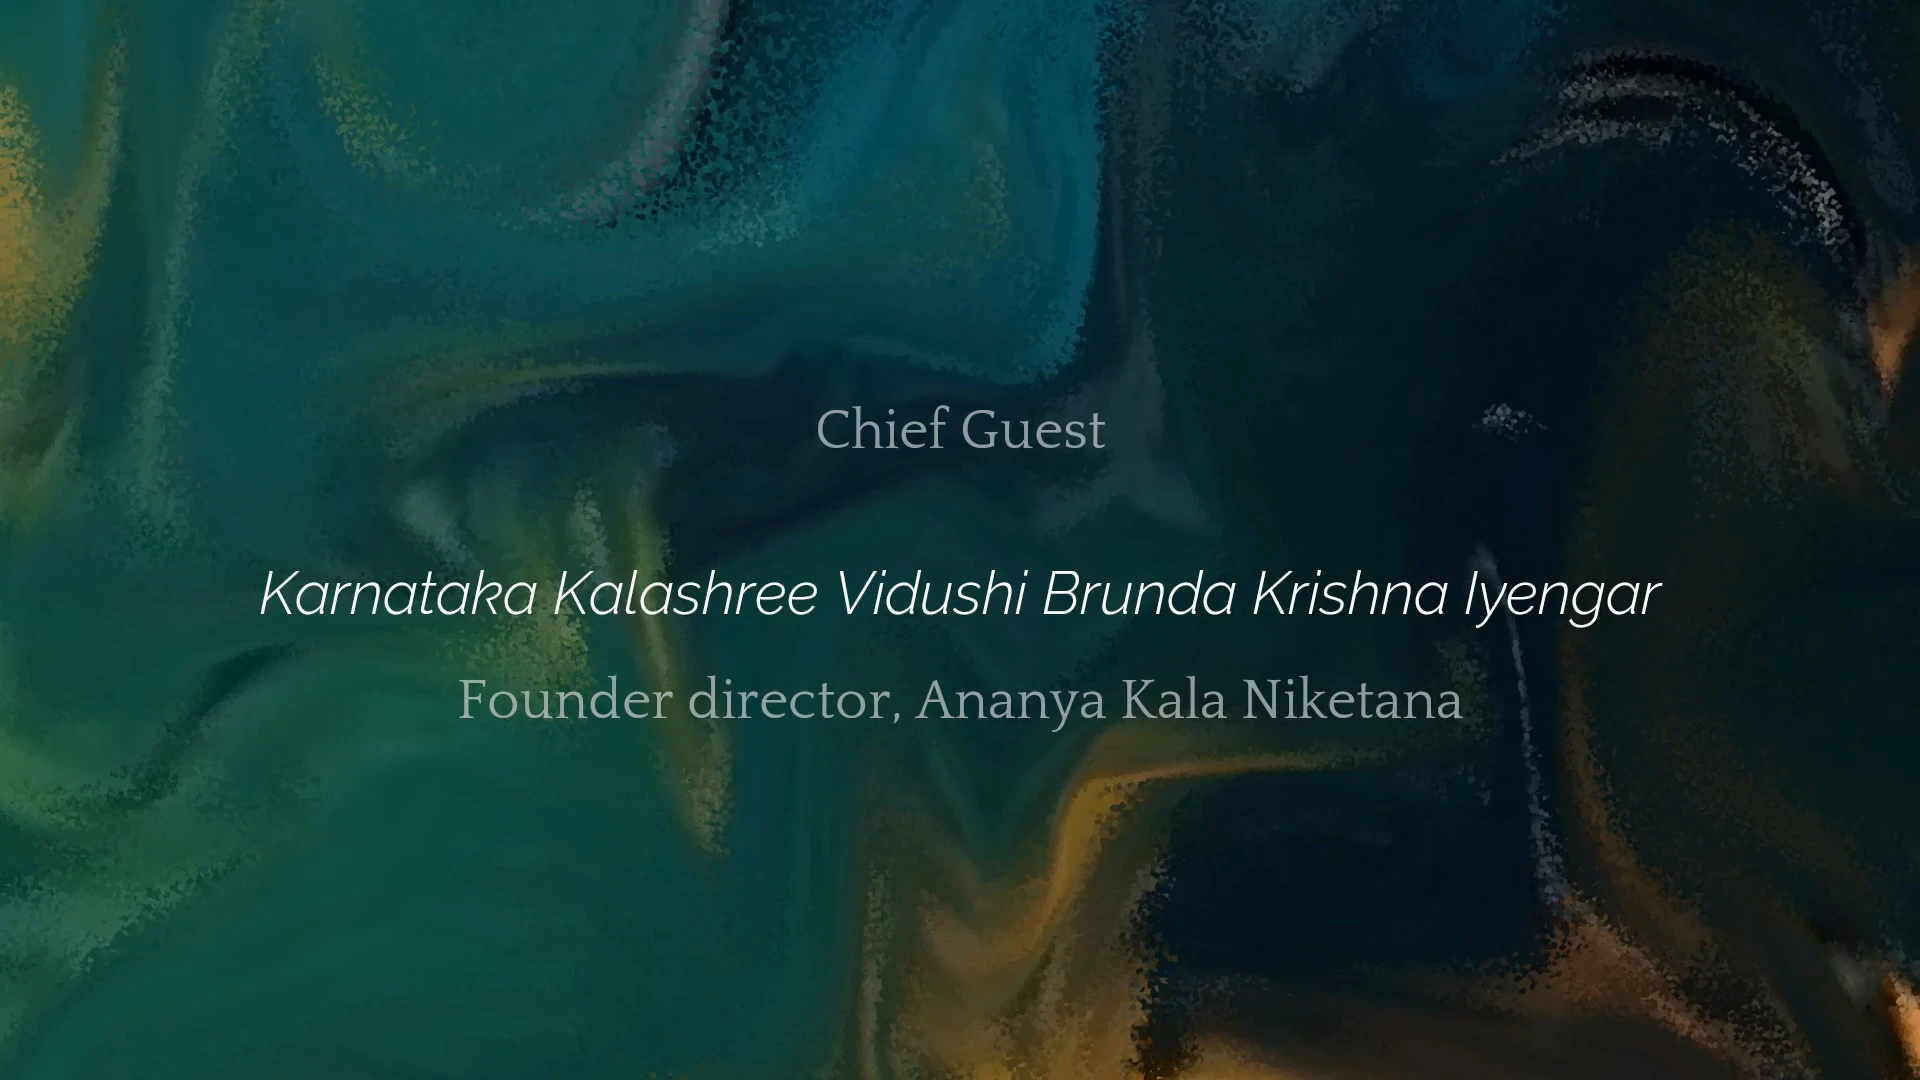 Chief Guest
Karnataka Kalashree Vidushi Brunda Krishna Iyengar
Founder director, Ananya Kala Niketana